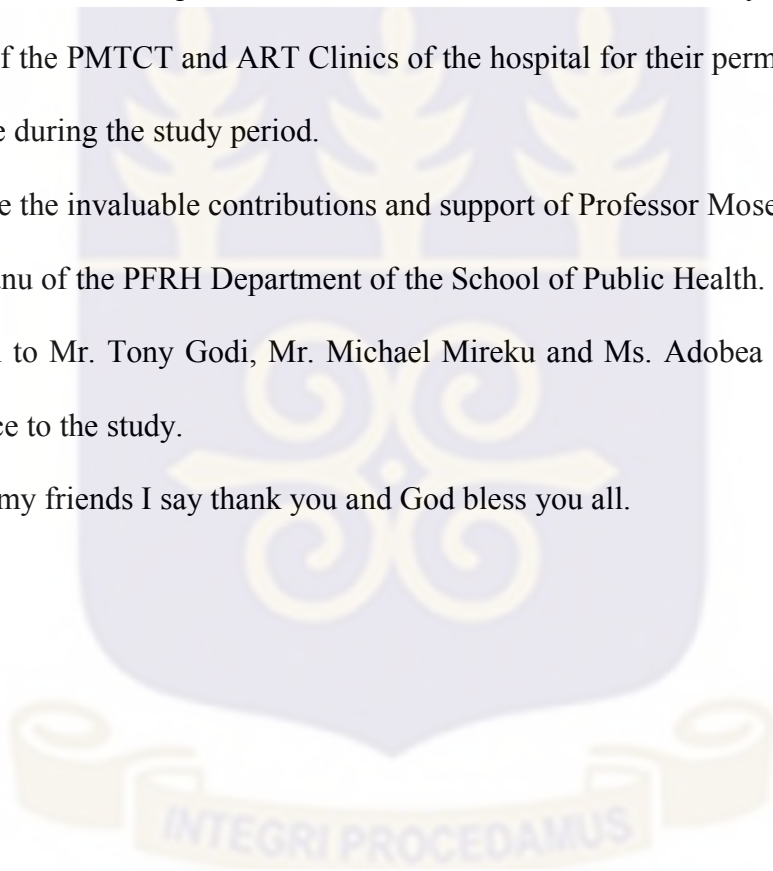 f the PMTCT and ART Clinics of the hospital for their perm
e during the study period.
e the invaluable contributions and support of Professor Mose
anu of the PFRH Department of the School of Public Health.
to Mr. Tony Godi, Mr. Michael Mireku and Ms. Adobea
ce to the study.
my friends I say thank you and God bless you all.
INTEGRI PROCEDAMUS